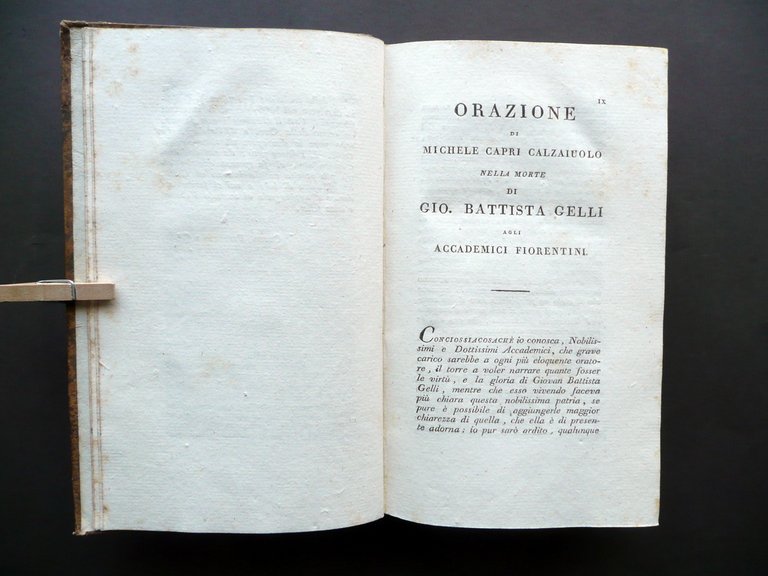 IX
ORAZIONE
DI
MICHELE CAPRI CALZAIUOLO
NELLA MORTE
DI
GIO. BATTISTA GELLI
AGLI
ACCADEMICI FIORENTINI.
CONCIOSSIACOSACHÈ io conosca, Nobilis-
simi e Dottissimi Accademici, che grave
carico sarebbe a ogni più eloquente orato-
re, il torre a voler narrare quante fosser
le virtù, e la gloria di Giovan Battista
Gelli, mentre che esso vivendo faceva
più chiara questa nobilissima patria, se
pure è possibile di aggiungerle maggior
chiarezza di quella, che ella è di presen-
te adorna; io pur sarò ardito, qualunque